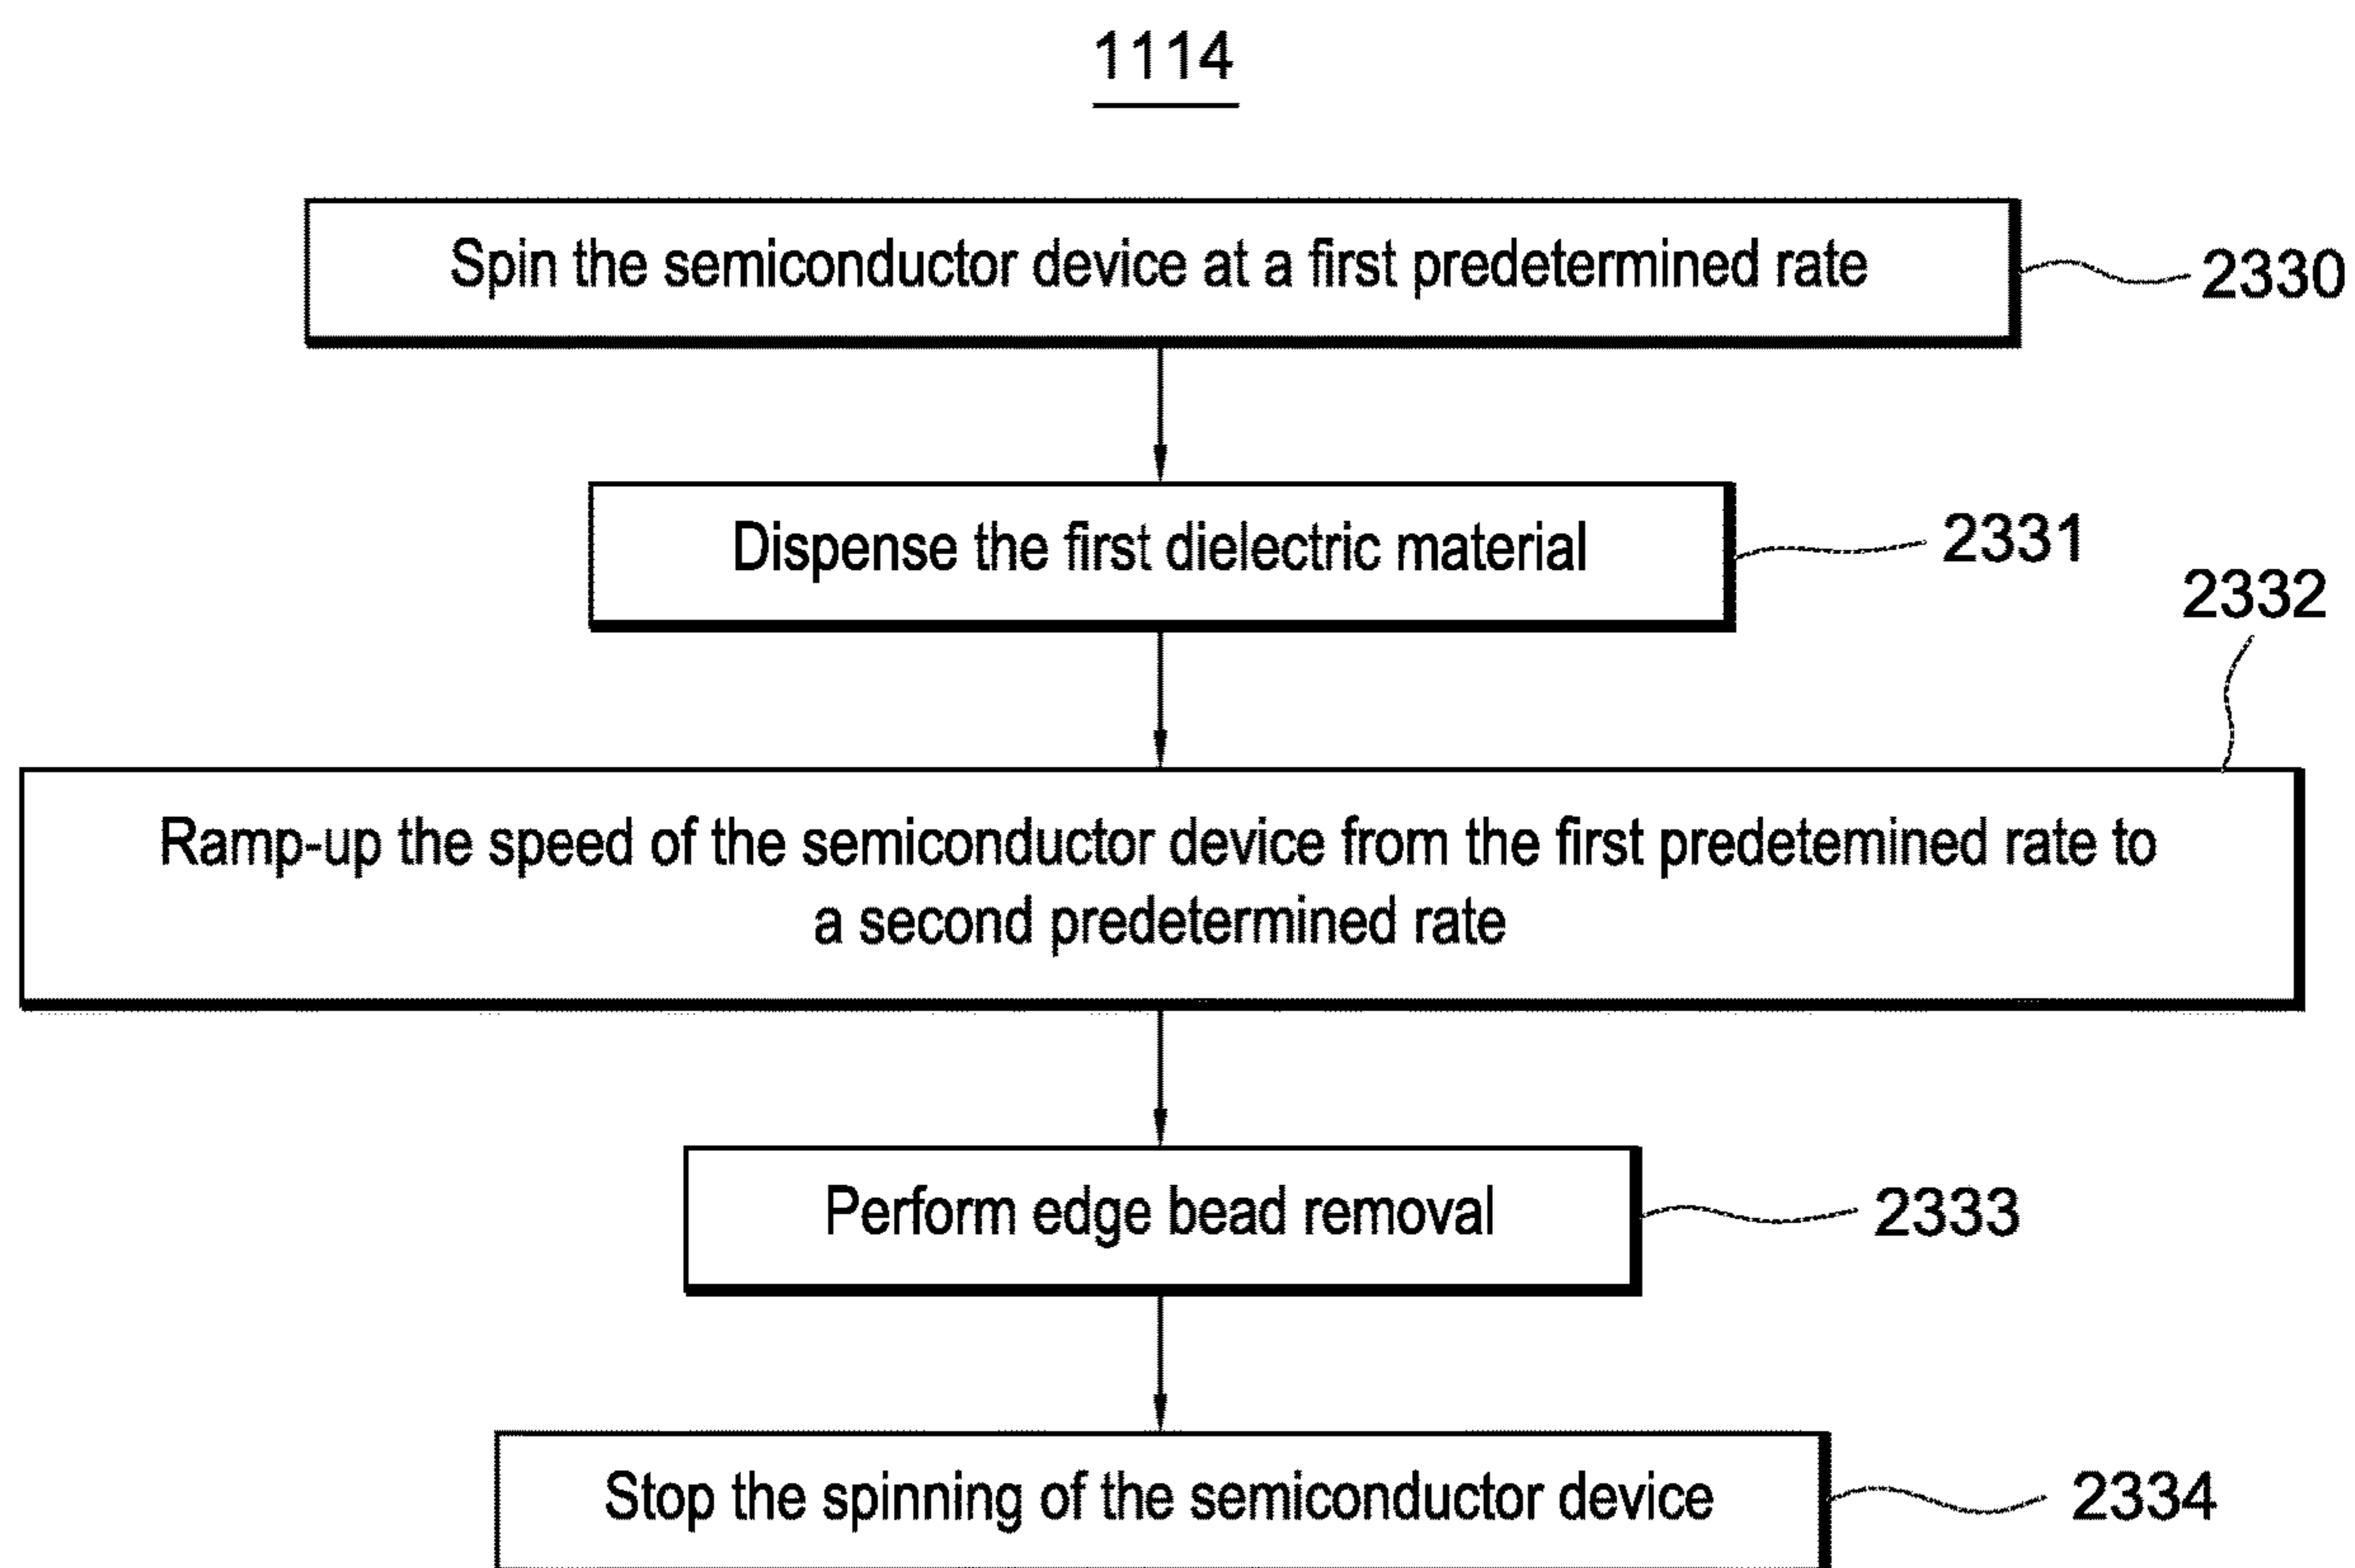 1114
Spin the semiconductor device at a first predetermined rate
2330
Dispense the first dielectric material
2331
2332
Ramp-up the speed of the semiconductor device from the first predetemined rate to
a second predetermined rate
Perform edge bead removal
2333
Stop the spinning of the semiconductor device
2334